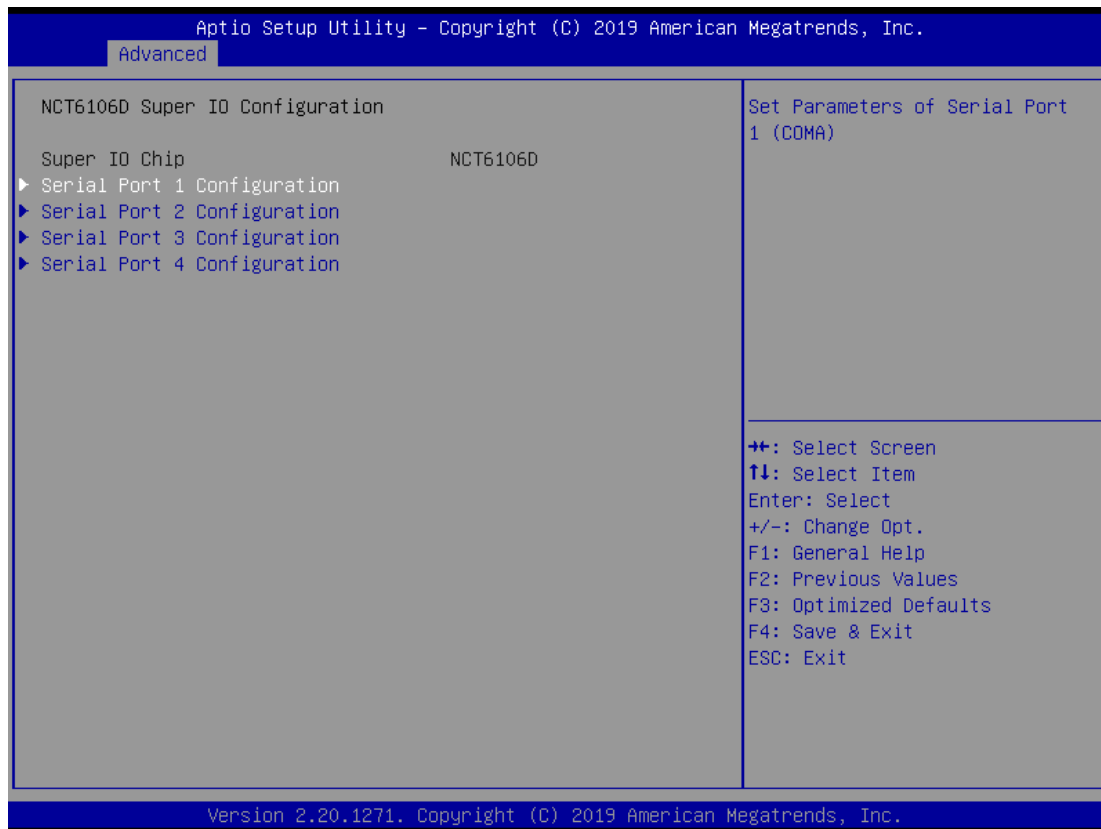 Aptio Setup Utility – Copyright (C) 2019 American Megatrends, Inc.
Advanced
NCT6106D Super IO Configuration
Super IO Chip NCT6106D
Serial Port 1 Configuration
Serial Port 2 Configuration
Serial Port 3 Configuration
Serial Port 4 Configuration
Set Parameters of Serial Port
1 (COMA)
→←: Select Screen
↑↓: Select Item
Enter: Select
+/-: Change Opt.
F1: General Help
F2: Previous Values
F3: Optimized Defaults
F4: Save & Exit
ESC: Exit
Version 2.20.1271. Copyright (C) 2019 American Megatrends, Inc.